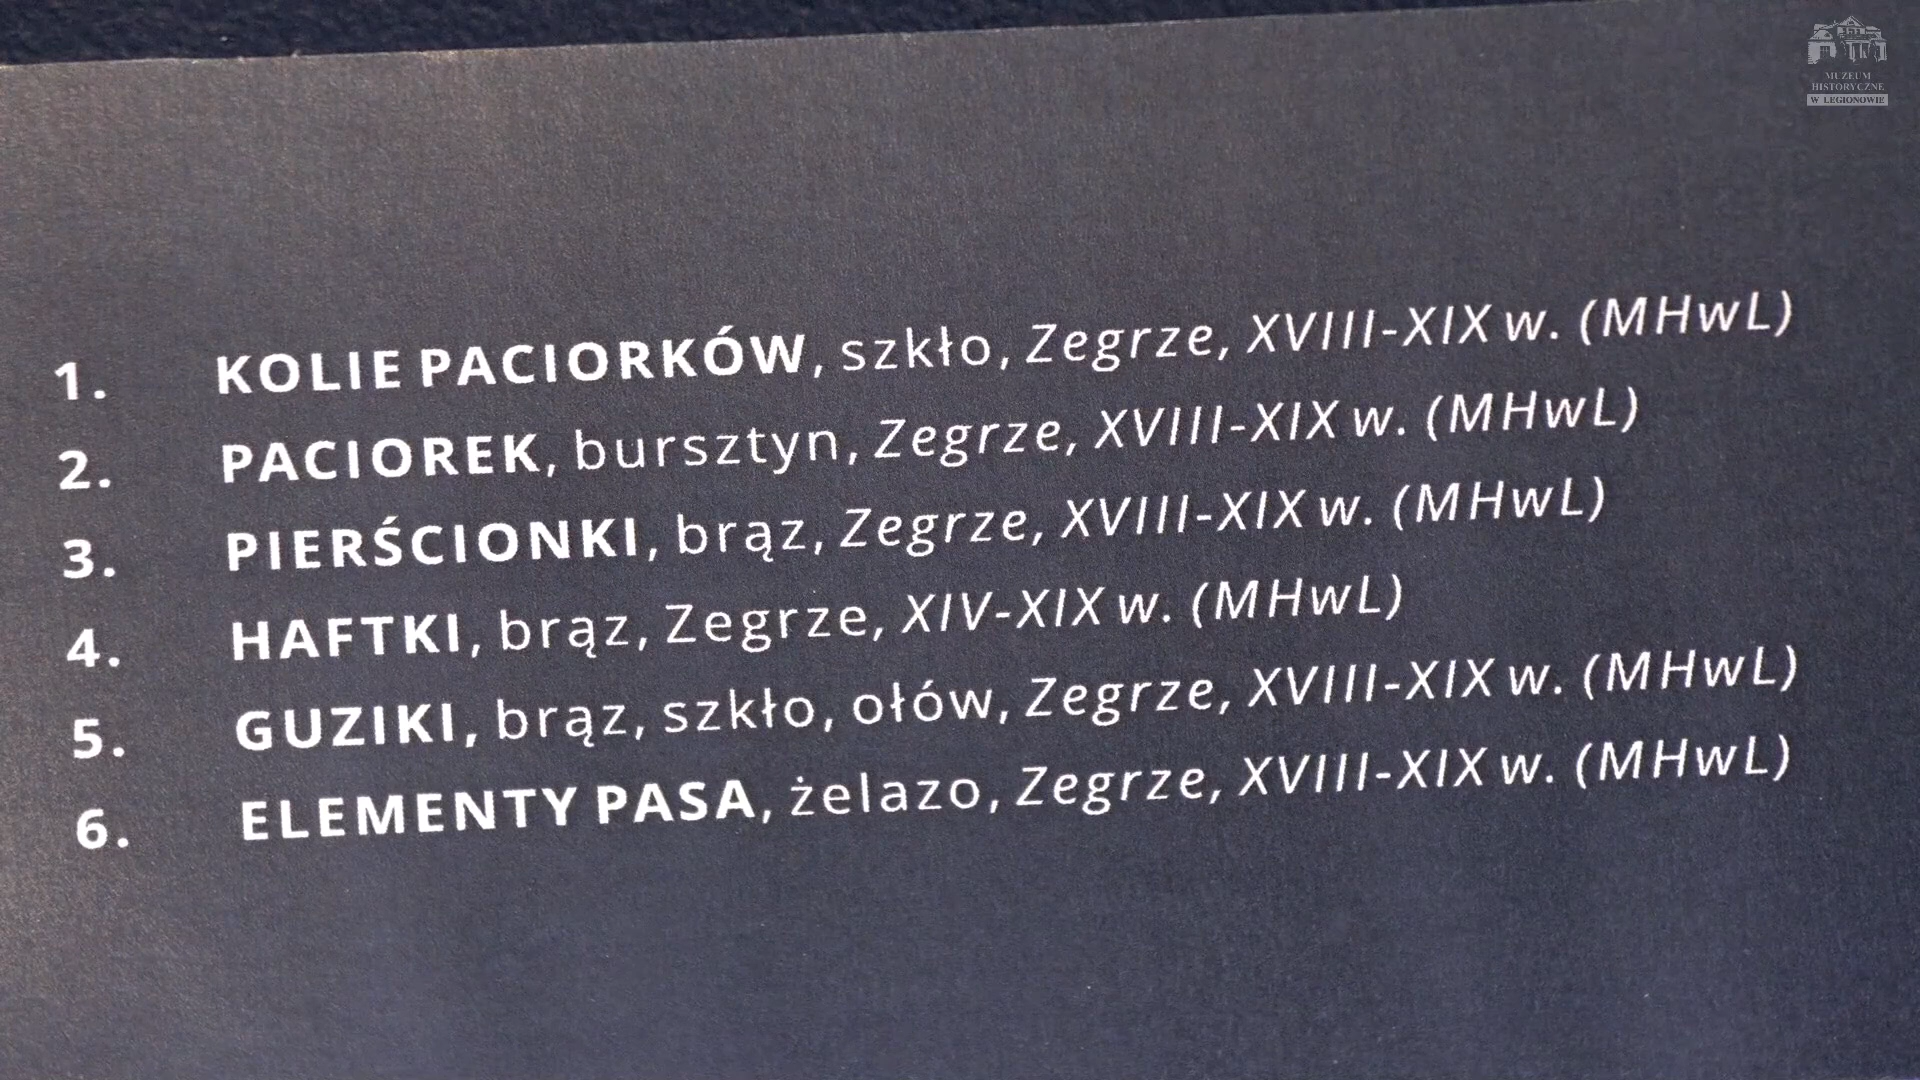 MUZEUM
HISTORYCZNE
W LEGIONOWIE
1. KOLIE PACIORKÓW, szkło, Zegrze, XVIII-XIX w. (MHwL)
2. PACIOREK, bursztyn, Zegrze, XVIII-XIX w. (MHwL)
3. PIERŚCIONKI, brąz, Zegrze, XVIII-XIX w. (MHwL)
4. HAFTKI, brąz, Zegrze, XIV-XIX w. (MHwL)
5. GUZIKI, brąz, szkło, ołów, Zegrze, XVIII-XIX w. (MHwL)
6. ELEMENTY PASA, żelazo, Zegrze, XVIII-XIX w. (MHwL)